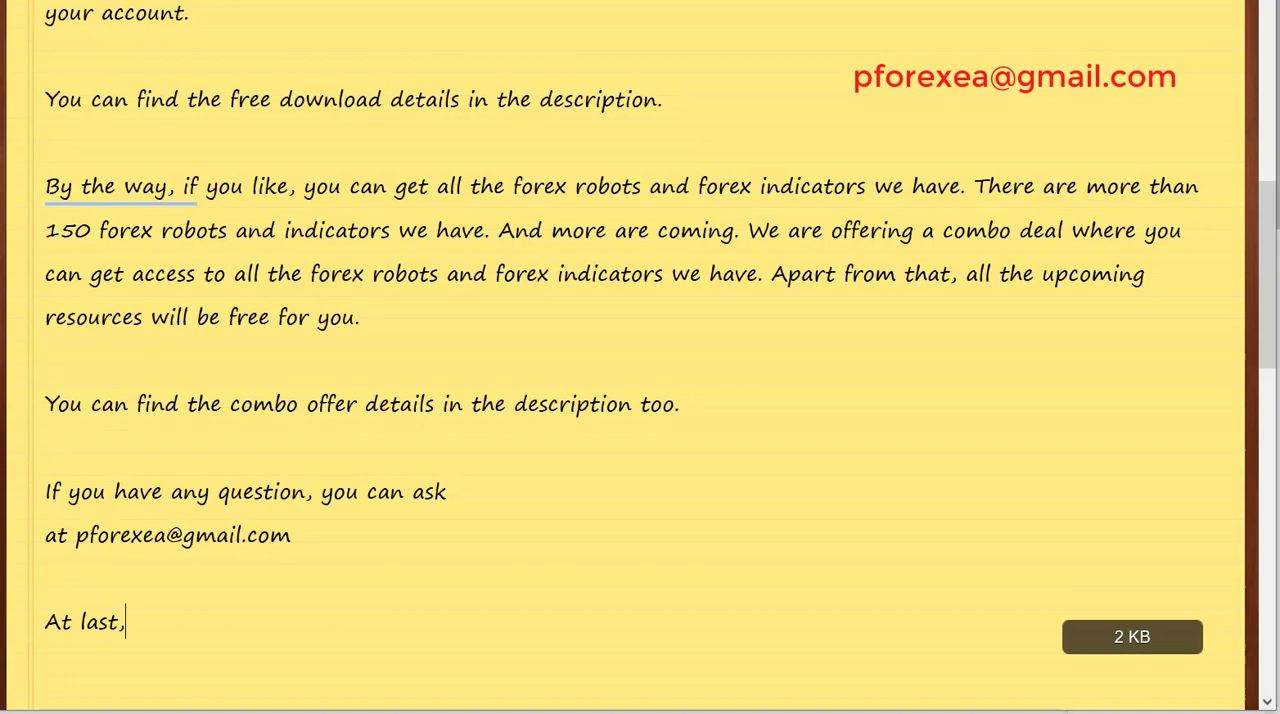 your account.
pforexea@gmail.com
You can find the free download details in the description.
By the way, if you like, you can get all the forex robots and forex indicators we have. There are more than
150 forex robots and indicators we have. And more are coming. We are offering a combo deal where you
can get access to all the forex robots and forex indicators we have. Apart from that, all the upcoming
resources will be free for you.
You can find the combo offer details in the description too.
If you have any question, you can ask
at pforexea@gmail.com
At last,
2 KB